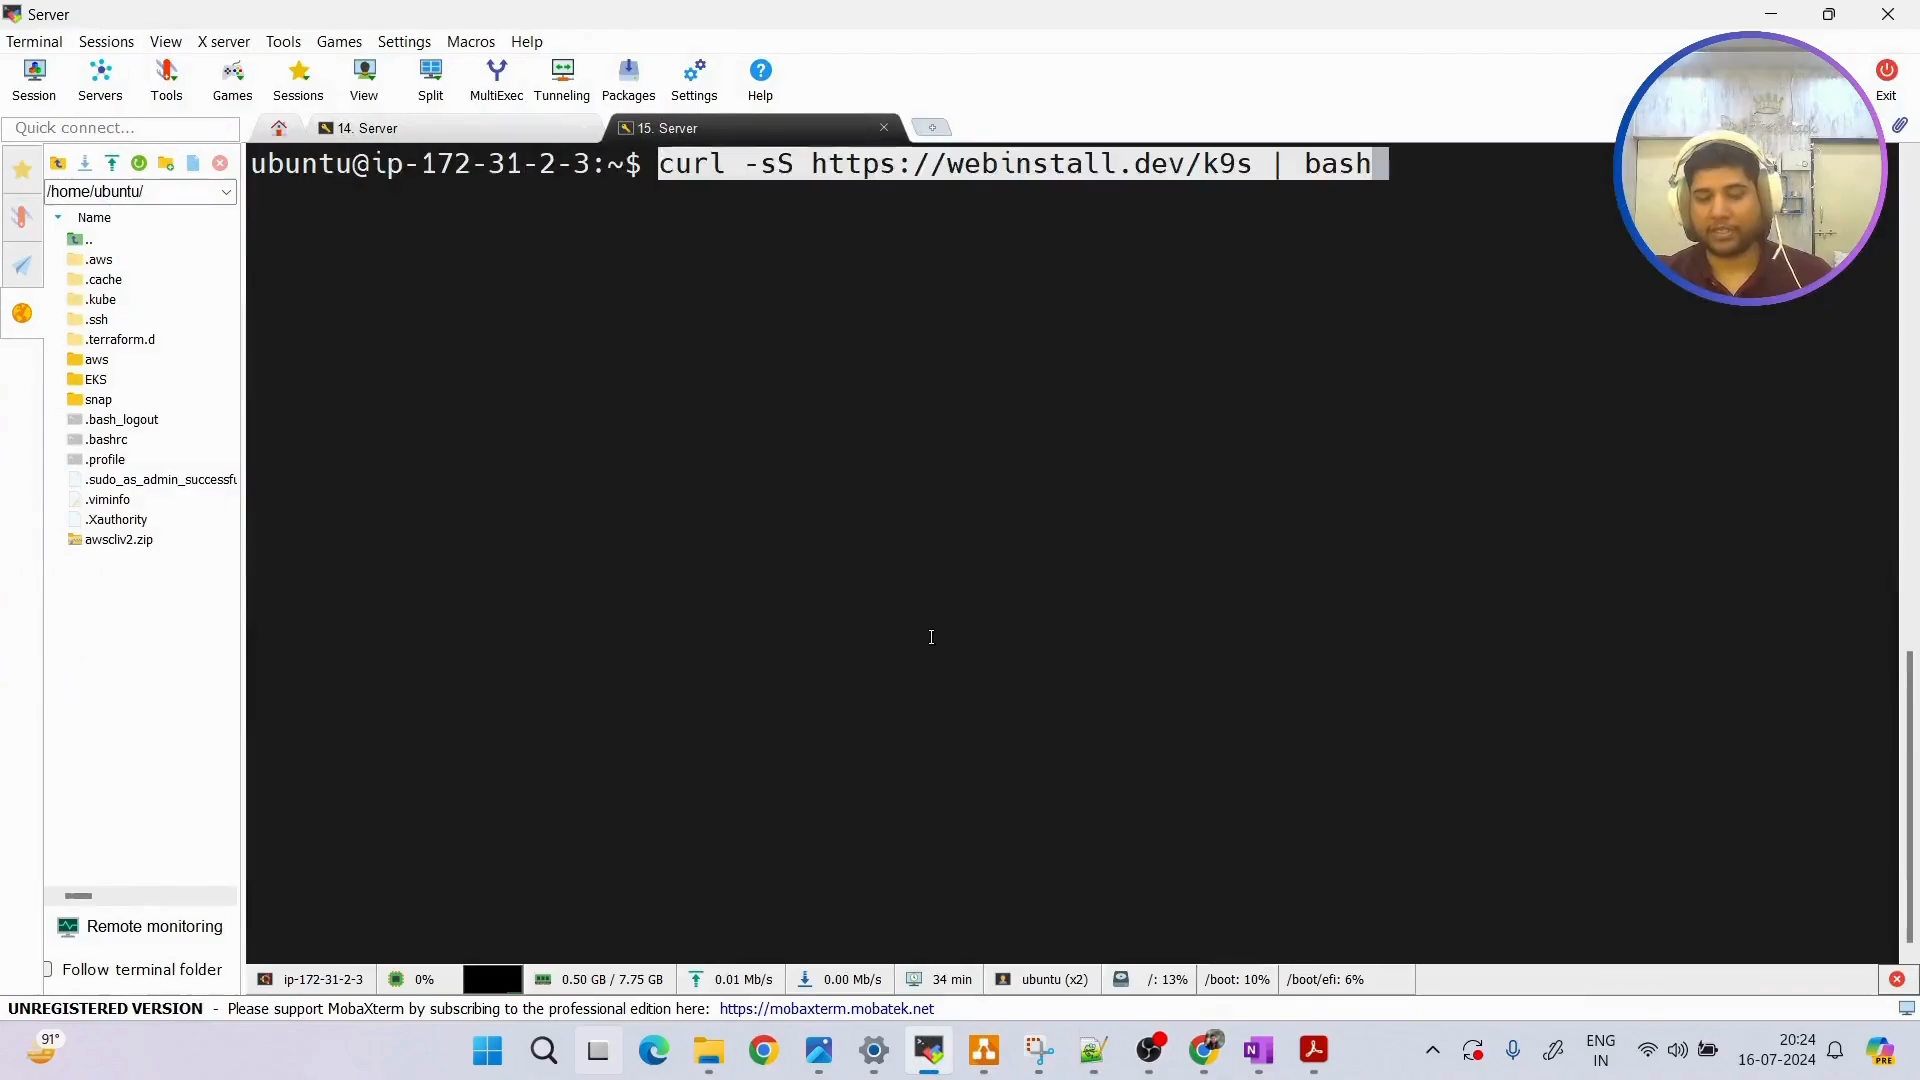 Server
Terminal Sessions View X server Tools Games Settings Macros Help
Session Servers Tools Games Sessions View Split MultiExec Tunneling Packages Settings Help Exit
Quick connect...
14. Server
15. Server
/home/ubuntu/
Name
..
.aws
.cache
.kube
.ssh
.terraform.d
aws
EKS
snap
.bash_logout
.bashrc
.profile
.sudo_as_admin_successfu
.viminfo
.Xauthority
awscliv2.zip
Remote monitoring
Follow terminal folder
ubuntu@ip-172-31-2-3:~$ curl -sS https://webinstall.dev/k9s | bash
ip-172-31-2-3 0% 0.50 GB / 7.75 GB 0.01 Mb/s 0.00 Mb/s 34 min ubuntu (x2) /: 13% /boot: 10% /boot/efi: 6%
UNREGISTERED VERSION - Please support MobaXterm by subscribing to the professional edition here: https://mobaxterm.mobatek.net
91°
ENG
IN
20:24
16-07-2024
PRE